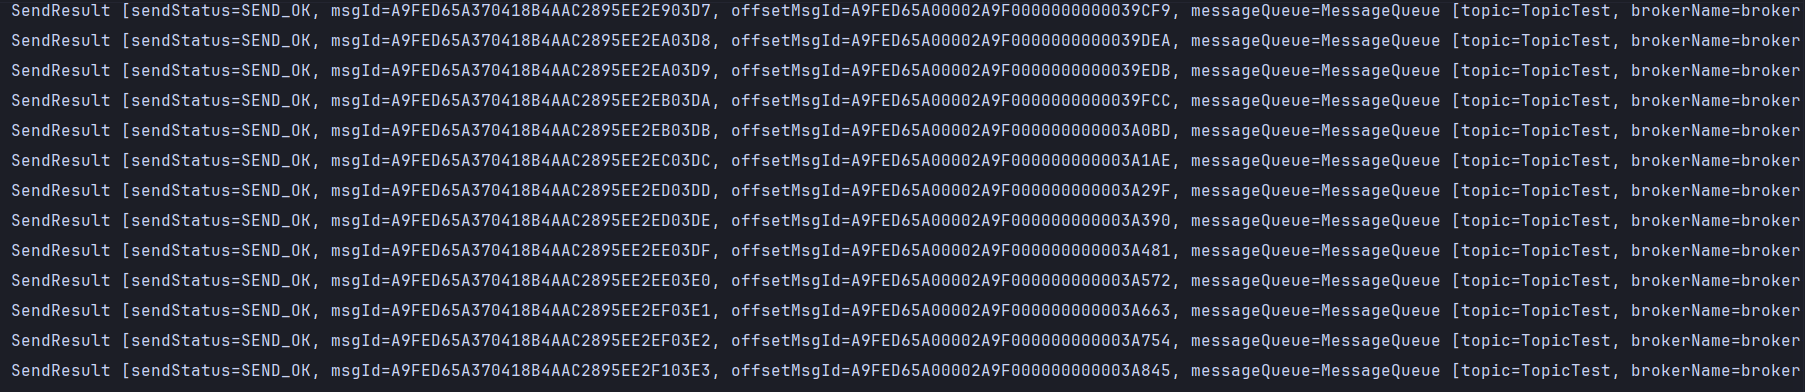 SendResult [sendStatus=SEND_OK, msgId=A9FED65A370418B4AAC2895EE2E903D7, offsetMsgId=A9FED65A00002A9F0000000000039CF9, messageQueue=MessageQueue [topic=TopicTest, brokerName=broker
SendResult [sendStatus=SEND_OK, msgId=A9FED65A370418B4AAC2895EE2EA03D8, offsetMsgId=A9FED65A00002A9F0000000000039DEA, messageQueue=MessageQueue [topic=TopicTest, brokerName=broker
SendResult [sendStatus=SEND_OK, msgId=A9FED65A370418B4AAC2895EE2EA03D9, offsetMsgId=A9FED65A00002A9F0000000000039EDB, messageQueue=MessageQueue [topic=TopicTest, brokerName=broker
SendResult [sendStatus=SEND_OK, msgId=A9FED65A370418B4AAC2895EE2EB03DA, offsetMsgId=A9FED65A00002A9F0000000000039FCC, messageQueue=MessageQueue [topic=TopicTest, brokerName=broker
SendResult [sendStatus=SEND_OK, msgId=A9FED65A370418B4AAC2895EE2EB03DB, offsetMsgId=A9FED65A00002A9F000000000003A0BD, messageQueue=MessageQueue [topic=TopicTest, brokerName=broker
SendResult [sendStatus=SEND_OK, msgId=A9FED65A370418B4AAC2895EE2EC03DC, offsetMsgId=A9FED65A00002A9F000000000003A1AE, messageQueue=MessageQueue [topic=TopicTest, brokerName=broker
SendResult [sendStatus=SEND_OK, msgId=A9FED65A370418B4AAC2895EE2ED03DD, offsetMsgId=A9FED65A00002A9F000000000003A29F, messageQueue=MessageQueue [topic=TopicTest, brokerName=broker
SendResult [sendStatus=SEND_OK, msgId=A9FED65A370418B4AAC2895EE2ED03DE, offsetMsgId=A9FED65A00002A9F000000000003A390, messageQueue=MessageQueue [topic=TopicTest, brokerName=broker
SendResult [sendStatus=SEND_OK, msgId=A9FED65A370418B4AAC2895EE2EE03DF, offsetMsgId=A9FED65A00002A9F000000000003A481, messageQueue=MessageQueue [topic=TopicTest, brokerName=broker
SendResult [sendStatus=SEND_OK, msgId=A9FED65A370418B4AAC2895EE2EE03E0, offsetMsgId=A9FED65A00002A9F000000000003A572, messageQueue=MessageQueue [topic=TopicTest, brokerName=broker
SendResult [sendStatus=SEND_OK, msgId=A9FED65A370418B4AAC2895EE2EF03E1, offsetMsgId=A9FED65A00002A9F000000000003A663, messageQueue=MessageQueue [topic=TopicTest, brokerName=broker
SendResult [sendStatus=SEND_OK, msgId=A9FED65A370418B4AAC2895EE2EF03E2, offsetMsgId=A9FED65A00002A9F000000000003A754, messageQueue=MessageQueue [topic=TopicTest, brokerName=broker
SendResult [sendStatus=SEND_OK, msgId=A9FED65A370418B4AAC2895EE2F103E3, offsetMsgId=A9FED65A00002A9F000000000003A845, messageQueue=MessageQueue [topic=TopicTest, brokerName=broker